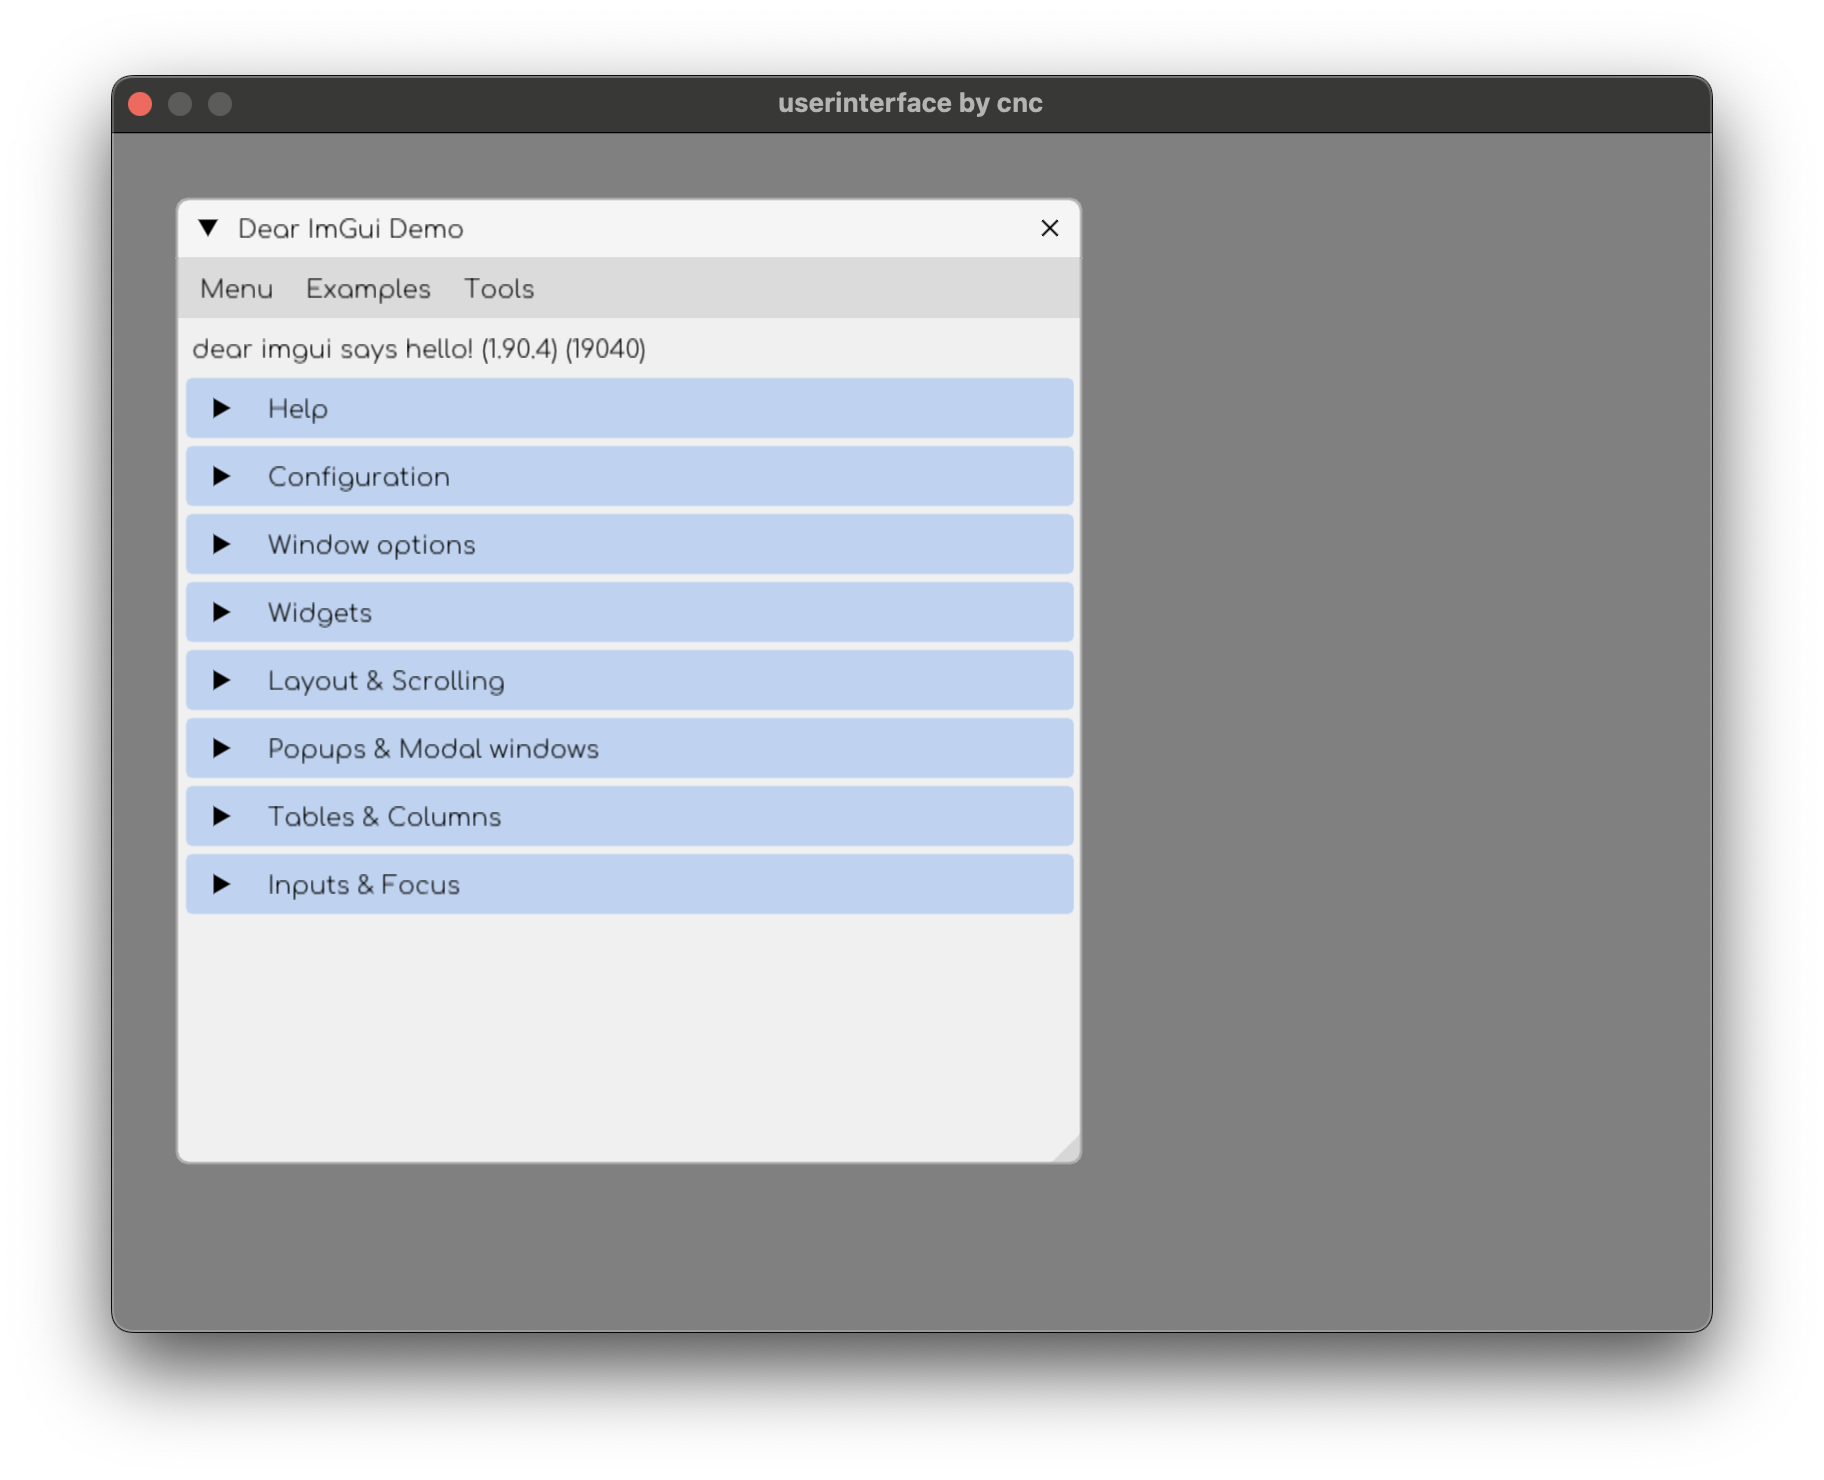 userinterface by cnc
Dear ImGui Demo
Menu Examples Tools
dear imgui says hello! (1.90.4) (19040)
Help
Configuration
Window options
Widgets
Layout & Scrolling
Popups & Modal windows
Tables & Columns
Inputs & Focus